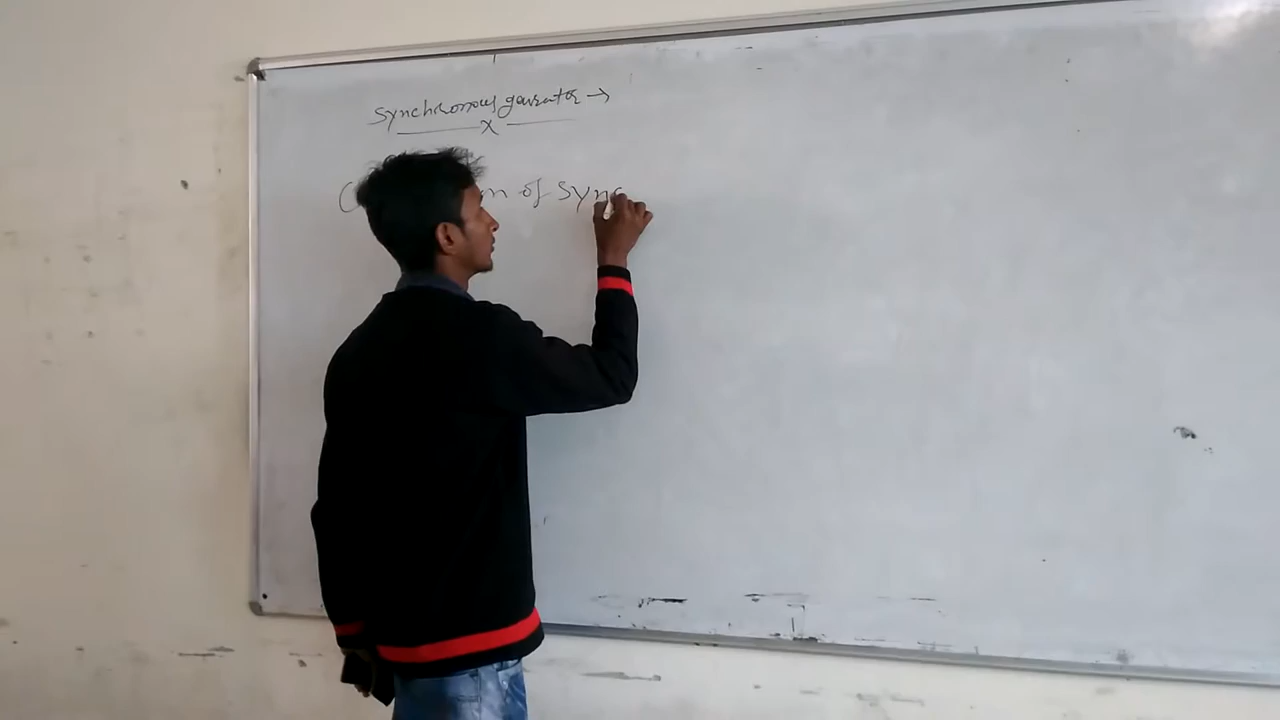 Synchronous generator →
x
of Sync